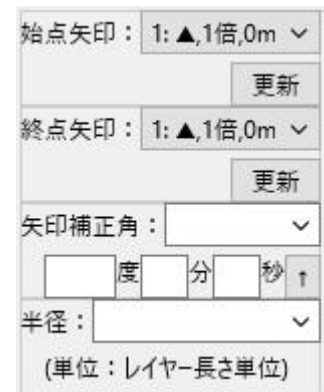 始点矢印： 1: ▲,1倍,0m
更新
終点矢印： 1: ▲,1倍,0m
更新
矢印補正角：
度 分 秒 ↑
半径：
(単位：レイヤー長さ単位)